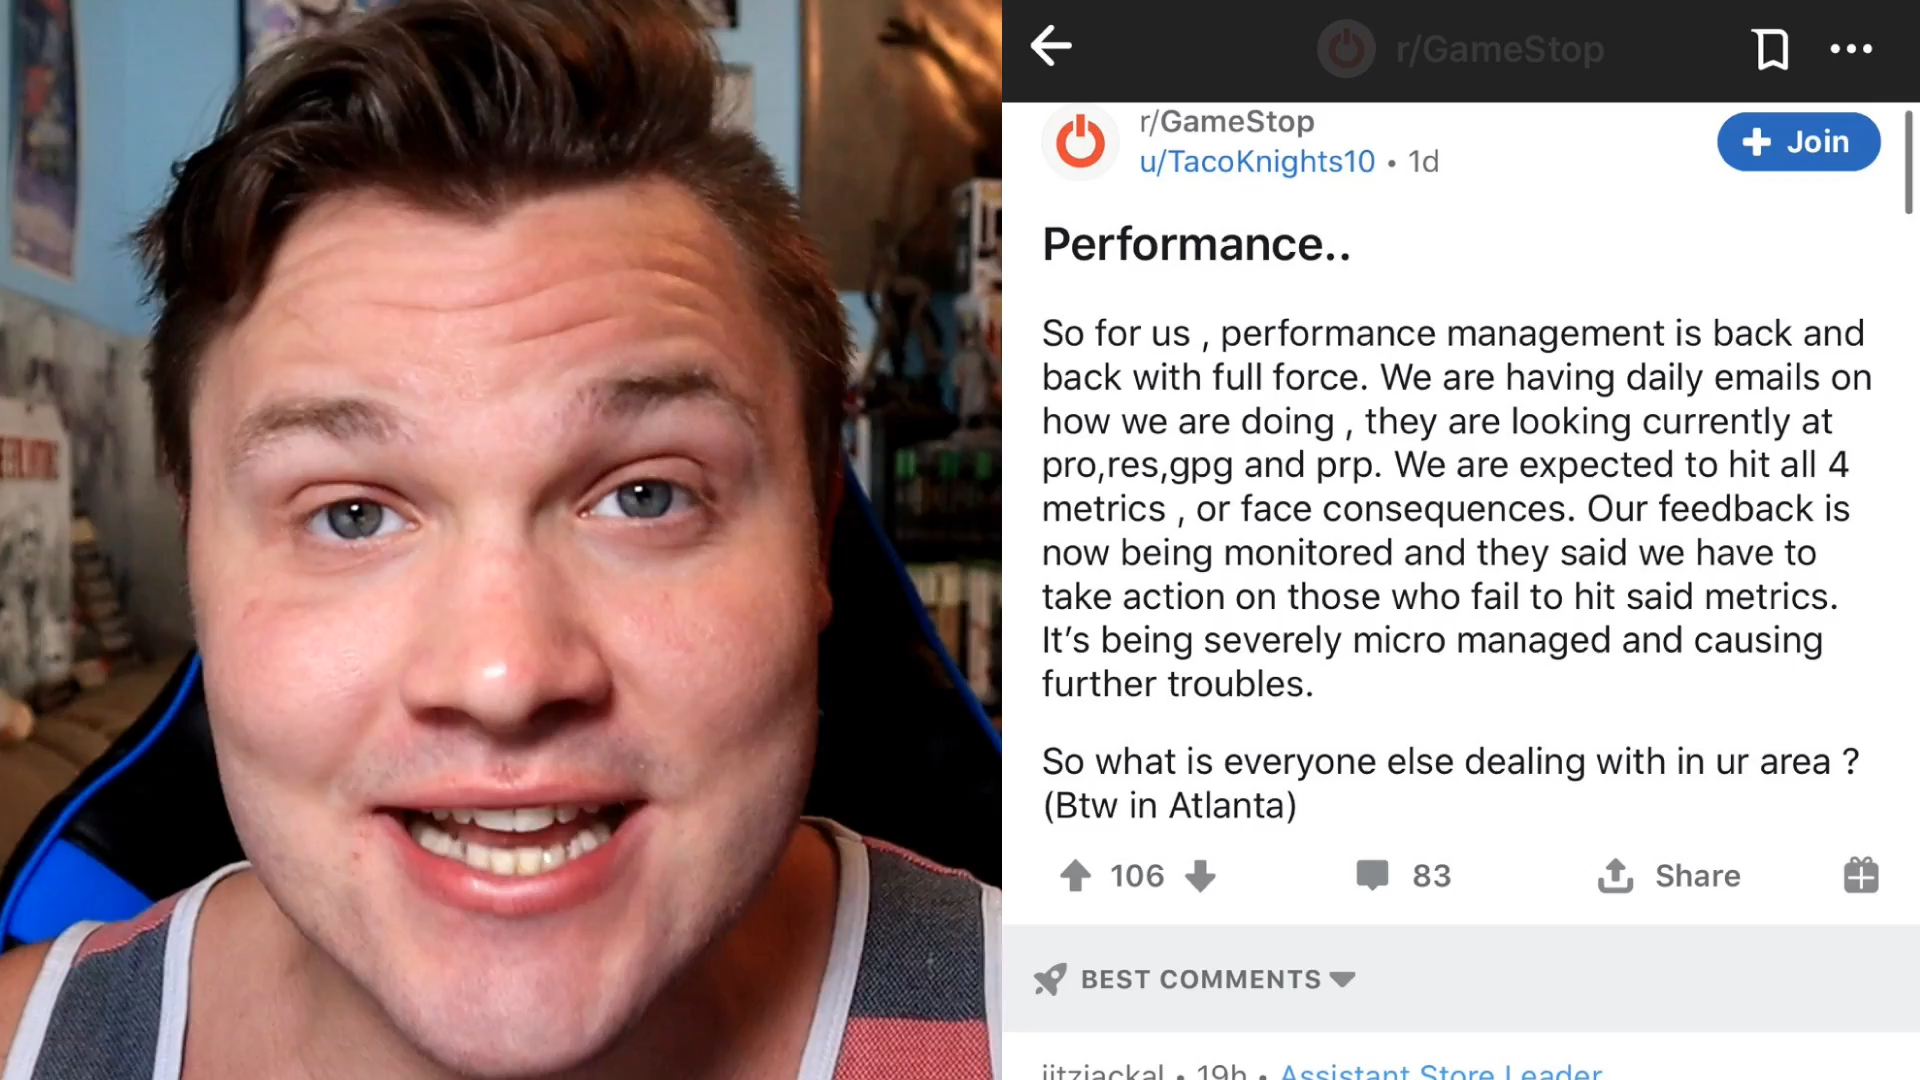 r/GameStop
r/GameStop
u/TacoKnights10 • 1d
Join
Performance..
So for us , performance management is back and
back with full force. We are having daily emails on
how we are doing , they are looking currently at
pro,res,gpg and prp. We are expected to hit all 4
metrics , or face consequences. Our feedback is
now being monitored and they said we have to
take action on those who fail to hit said metrics.
It’s being severely micro managed and causing
further troubles.
So what is everyone else dealing with in ur area ?
(Btw in Atlanta)
106
83
Share
BEST COMMENTS
jitzjackal • 19h • Assistant Store Leader